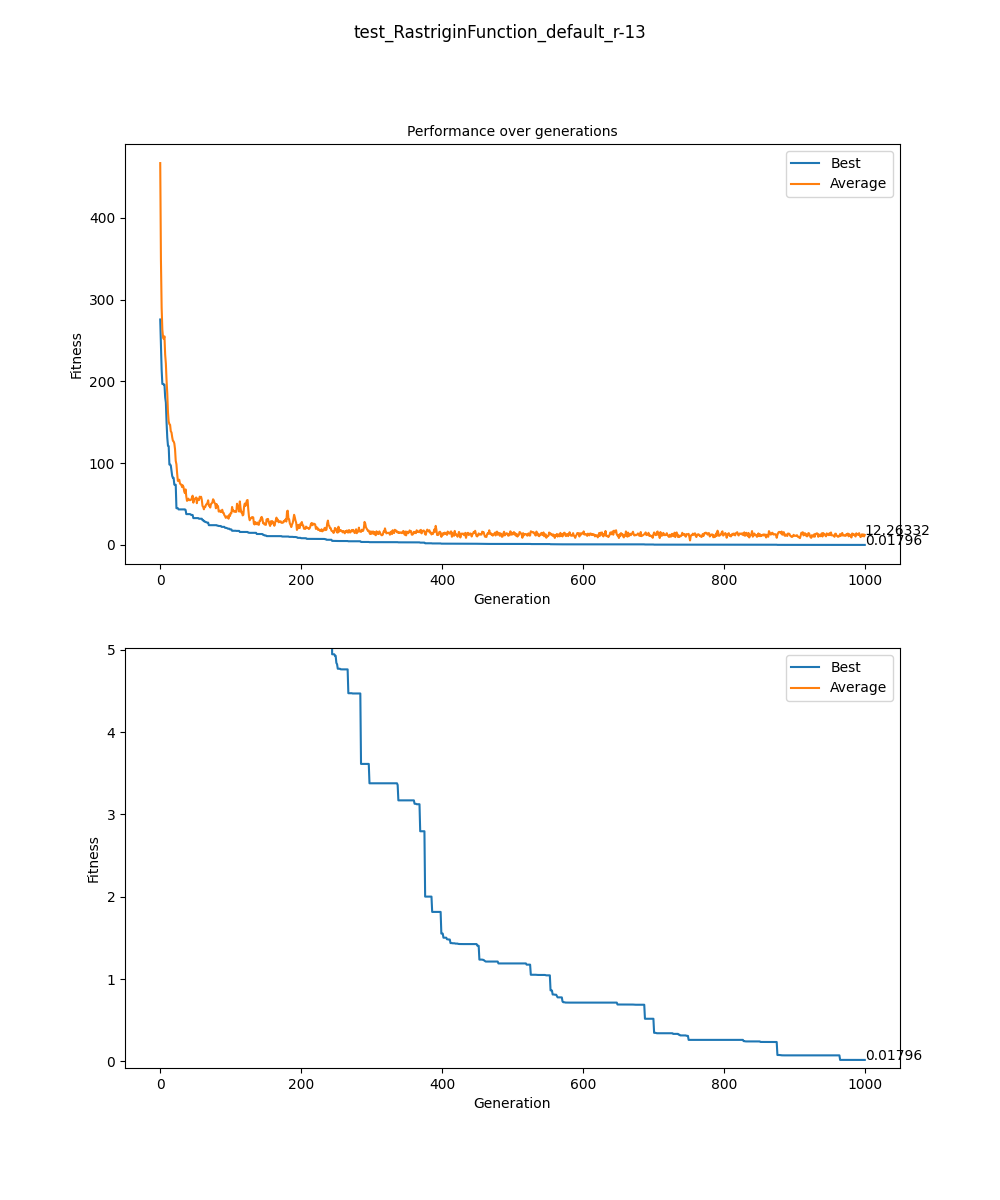 test_RastriginFunction_default_r-13
Performance over generations
Best
Average
400
300
200
100
0
Fitness
12.26332
0.01796
0 200 400 600 800 1000
Generation
5
4
3
2
1
0
Fitness
Best
Average
0.01796
0 200 400 600 800 1000
Generation